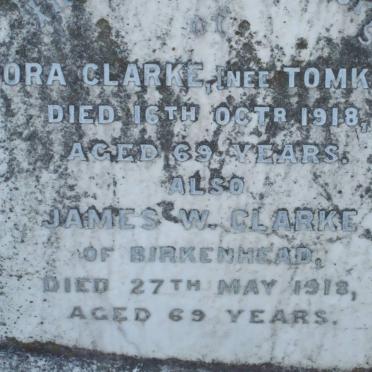 ORA CLARKE, [NEE TOMK
DIED 16TH OCTR 1918,
AGED 69 YEARS.
ALSO
JAMES W. CLARKE
OF BIRKENHEAD,
DIED 27TH MAY 1918,
AGED 69 YEARS.